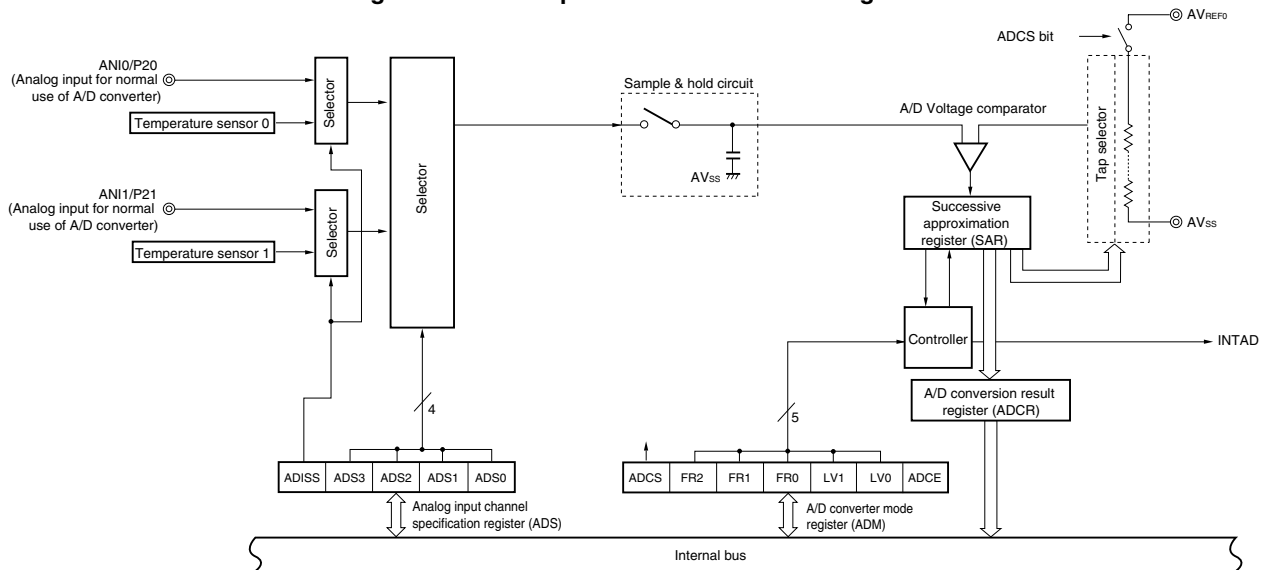 AVREF0
ADCS bit
ANI0/P20
(Analog input for normal
use of A/D converter)
Temperature sensor 0
Selector
Selector
Sample & hold circuit
AVSS
A/D Voltage comparator
Tap selector
AVSS
ANI1/P21
(Analog input for normal
use of A/D converter)
Temperature sensor 1
Selector
Successive
approximation
register (SAR)
Controller
INTAD
A/D conversion result
register (ADCR)
4
5
ADISS ADS3 ADS2 ADS1 ADS0
ADCS FR2 FR1 FR0 LV1 LV0 ADCE
Analog input channel
specification register (ADS)
A/D converter mode
register (ADM)
Internal bus